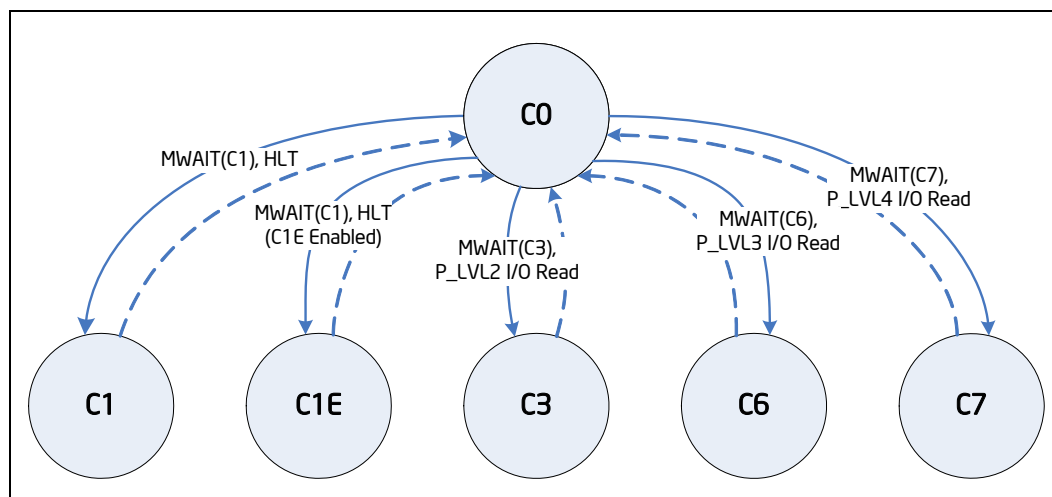 C0
MWAIT(C1), HLT
MWAIT(C1), HLT
(C1E Enabled)
MWAIT(C3),
P_LVL2 I/O Read
MWAIT(C6),
P_LVL3 I/O Read
MWAIT(C7),
P_LVL4 I/O Read
C1
C1E
C3
C6
C7